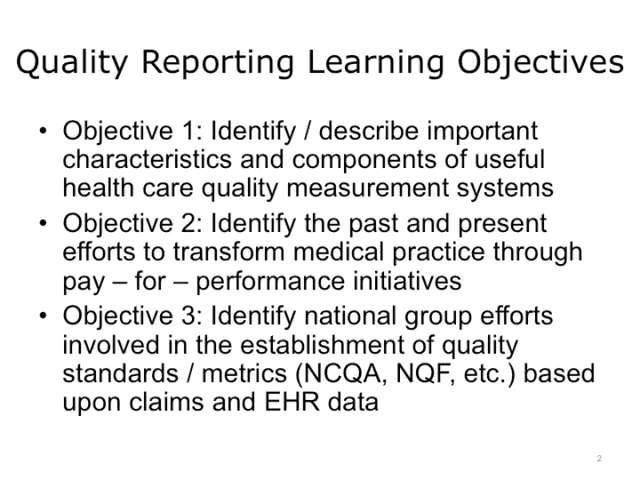 Quality Reporting Learning Objectives
• Objective 1: Identify / describe important
characteristics and components of useful
health care quality measurement systems
• Objective 2: Identify the past and present
efforts to transform medical practice through
pay – for – performance initiatives
• Objective 3: Identify national group efforts
involved in the establishment of quality
standards / metrics (NCQA, NQF, etc.) based
upon claims and EHR data
2